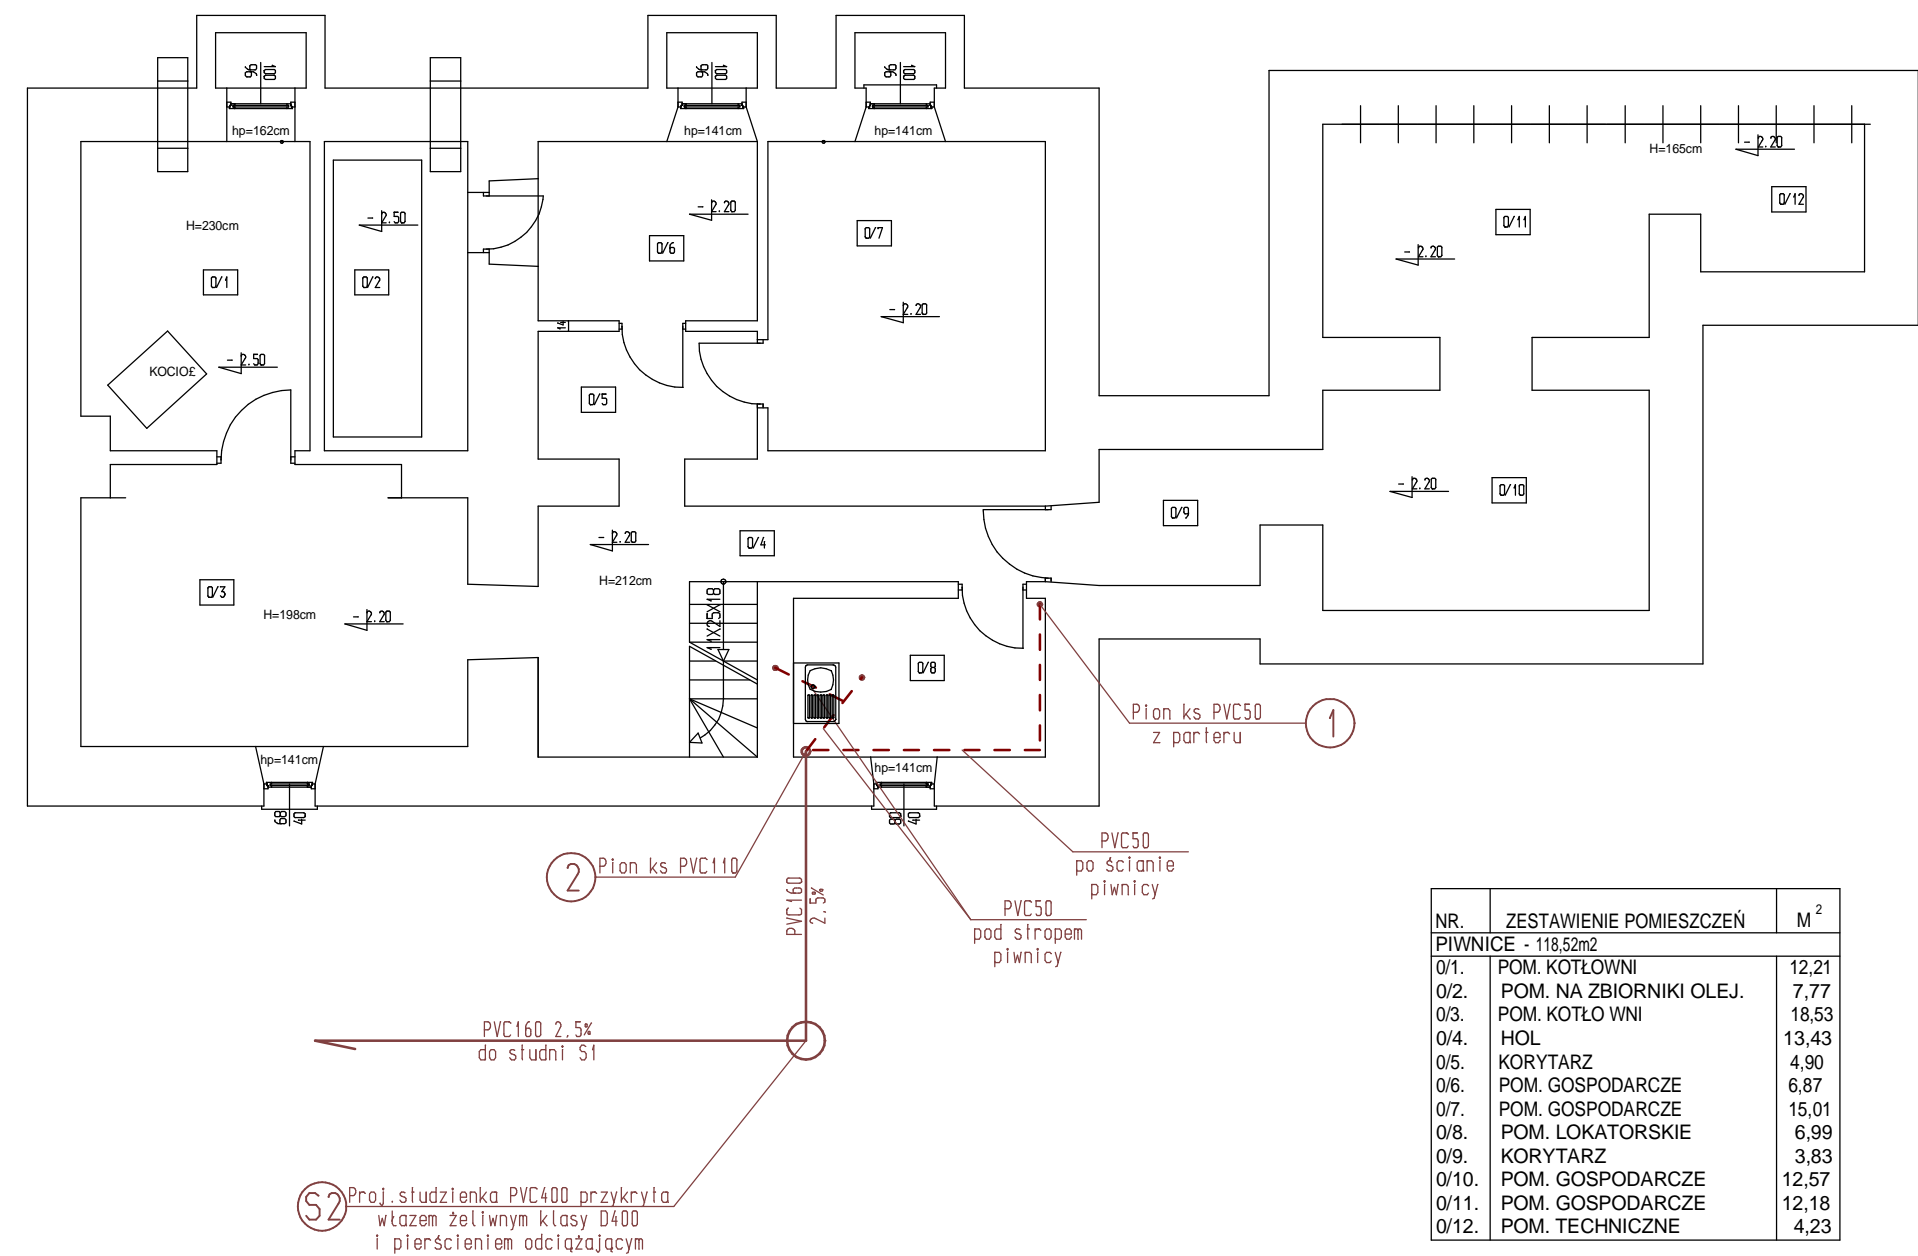 96 100
96 100
96 100
hp=162cm
hp=141cm
hp=141cm
H=165cm
- 2.20
0/12
- 2.50
- 2.20
H=230cm
0/7
0/11
0/6
- 2.20
0/1
0/2
- 2.20
14
- 2.50
KOCIO£
0/5
- 2.20
0/10
0/9
- 2.20
0/4
H=212cm
0/3
H=198cm
- 2.20
11X25X18
0/8
Pion ks PVC50
z parteru
1
hp=141cm
hp=141cm
68 40
80 40
2
Pion ks PVC110
PVC160
2.5%
PVC50
po ścianie
piwnicy
PVC50
pod stropem
piwnicy
PVC160 2.5%
do studni S1
S2
Proj.studzienka PVC400 przykryta
włazem żeliwnym klasy D400
i pierścieniem odciążającym
NR. ZESTAWIENIE POMIESZCZEŃ M 2
PIWNICE - 118,52m2
0/1. POM. KOTŁOWNI 12,21
0/2. POM. NA ZBIORNIKI OLEJ. 7,77
0/3. POM. KOTŁO WNI 18,53
0/4. HOL 13,43
0/5. KORYTARZ 4,90
0/6. POM. GOSPODARCZE 6,87
0/7. POM. GOSPODARCZE 15,01
0/8. POM. LOKATORSKIE 6,99
0/9. KORYTARZ 3,83
0/10. POM. GOSPODARCZE 12,57
0/11. POM. GOSPODARCZE 12,18
0/12. POM. TECHNICZNE 4,23